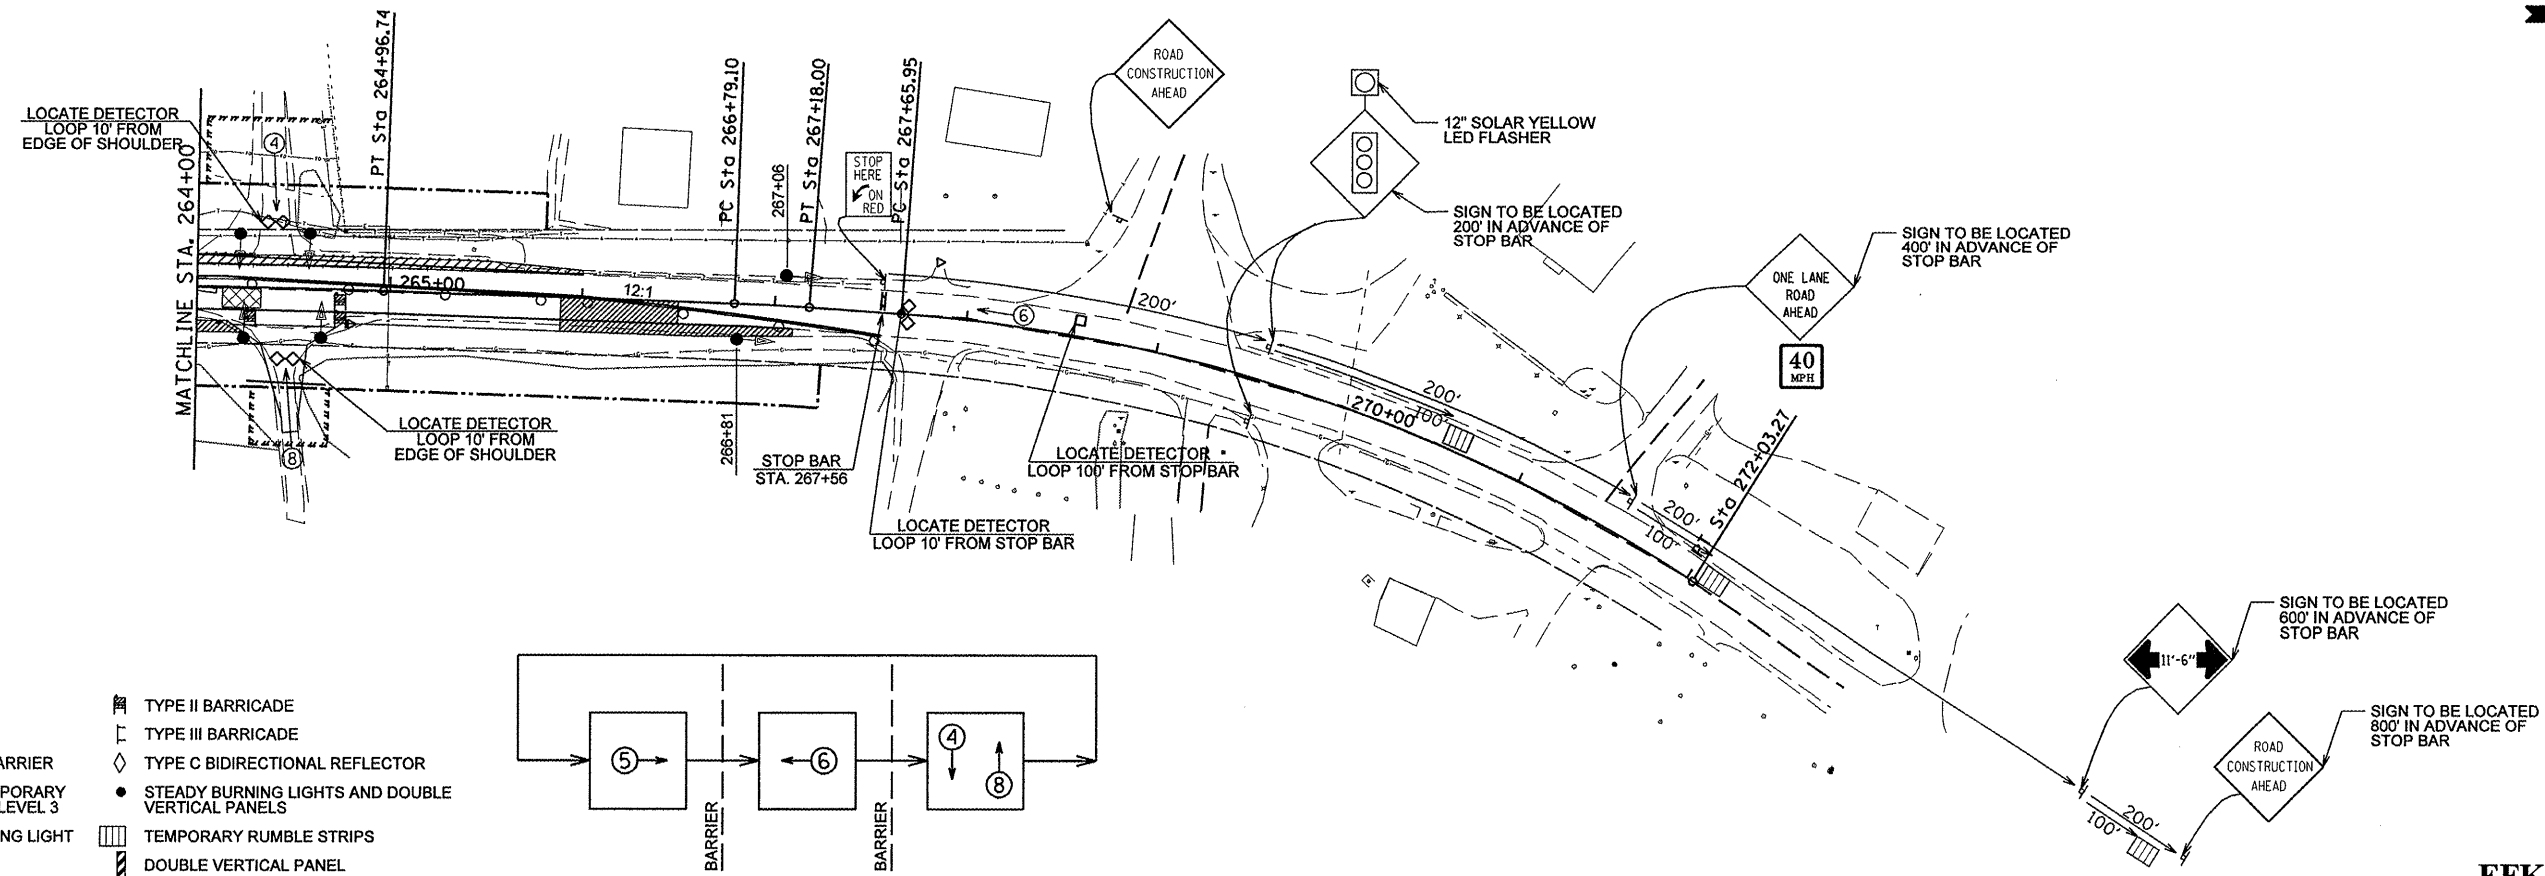 LOCATE DETECTOR
LOOP 10' FROM
EDGE OF SHOULDER
MATCHLINE STA. 264+00
4
PT Sta 264+96.74
265+00
12:1
PC Sta 266+79.10
267+06
PT Sta 267+18.00
STOP
HERE
ON
RED
PC Sta 267+65.95
ROAD
CONSTRUCTION
AHEAD
12" SOLAR YELLOW
LED FLASHER
SIGN TO BE LOCATED
200' IN ADVANCE OF
STOP BAR
ONE LANE
ROAD
AHEAD
40
MPH
SIGN TO BE LOCATED
400' IN ADVANCE OF
STOP BAR
6
200'
200'
100'
270+00
200'
100'
PT Sta 272+03.27
8
LOCATE DETECTOR
LOOP 10' FROM
EDGE OF SHOULDER
266+81
STOP BAR
STA. 267+56
LOCATE DETECTOR
LOOP 10' FROM STOP BAR
LOCATE DETECTOR
LOOP 100' FROM STOP BAR
11'-6"
SIGN TO BE LOCATED
600' IN ADVANCE OF
STOP BAR
ROAD
CONSTRUCTION
AHEAD
SIGN TO BE LOCATED
800' IN ADVANCE OF
STOP BAR
200'
100'
TYPE II BARRICADE
TYPE III BARRICADE
ARRIER
TYPE C BIDIRECTIONAL REFLECTOR
PORARY
LEVEL 3
STEADY BURNING LIGHTS AND DOUBLE
VERTICAL PANELS
NG LIGHT
TEMPORARY RUMBLE STRIPS
DOUBLE VERTICAL PANEL
5
BARRIER
6
BARRIER
4
8